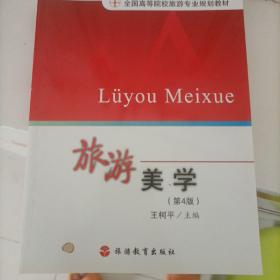 全国高等院校旅游专业规划教材
Lüyou Meixue
旅游美学
(第4版)
王柯平/主编
旅游教育出版社